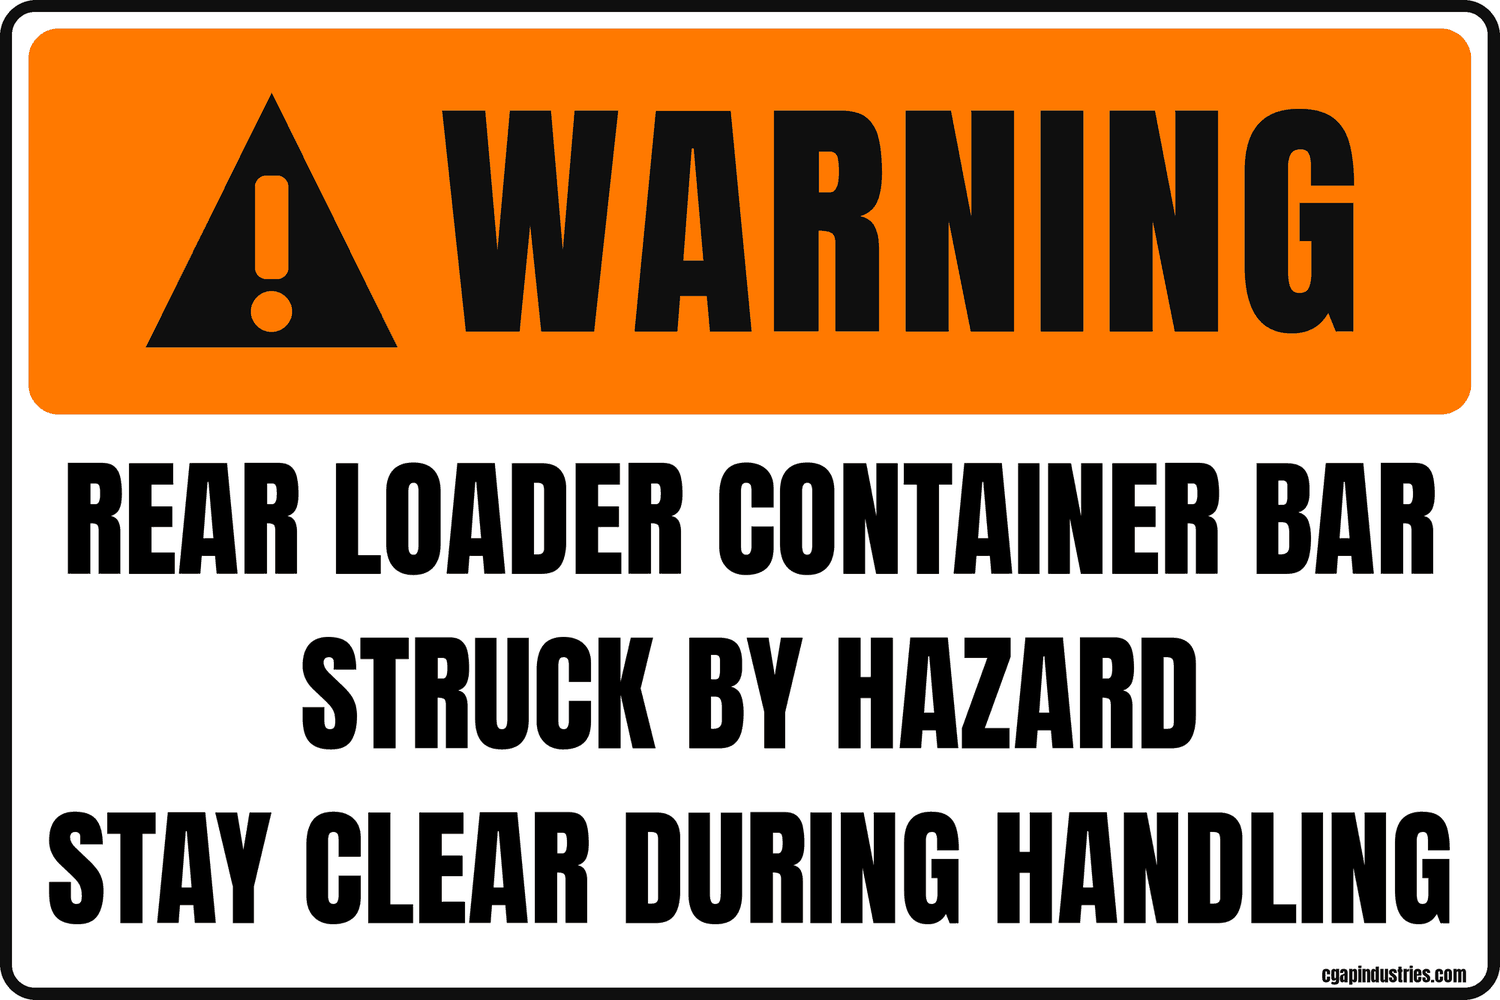 WARNING
REAR LOADER CONTAINER BAR
STRUCK BY HAZARD
STAY CLEAR DURING HANDLING
cgapindustries.com